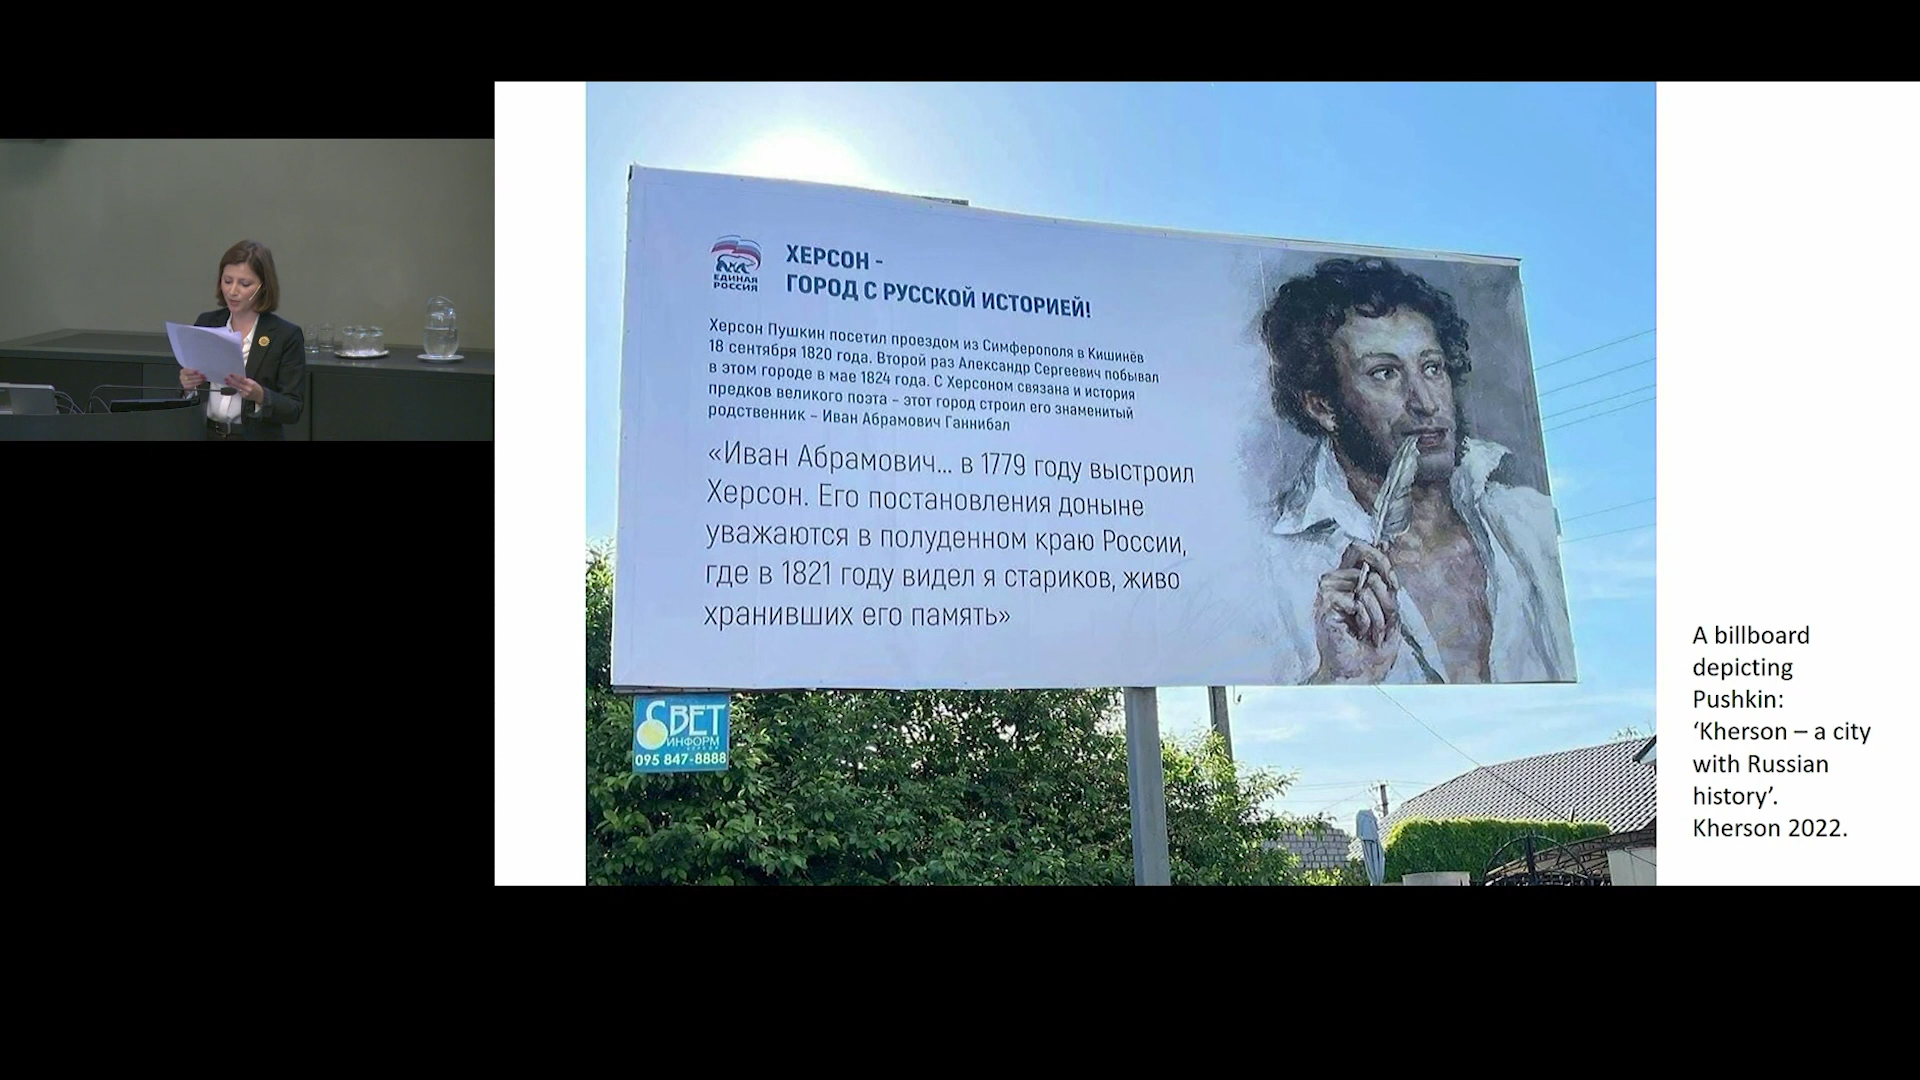 ЕДИНАЯ
РОССИЯ
ХЕРСОН -
ГОРОД С РУССКОЙ ИСТОРИЕЙ!
Херсон Пушкин посетил проездом из Симферополя в Кишинёв
18 сентября 1820 года. Второй раз Александр Сергеевич побывал
в этом городе в мае 1824 года. С Херсоном связана и история
предков великого поэта – этот город строил его знаменитый
родственник – Иван Абрамович Ганнибал
«Иван Абрамович... в 1779 году выстроил
Херсон. Его постановления доныне
уважаются в полуденном краю России,
где в 1821 году видел я стариков, живо
хранивших его память»
СВЕТ
ИНФОРМ
095 847-8888
A billboard
depicting
Pushkin:
‘Kherson – a city
with Russian
history’.
Kherson 2022.